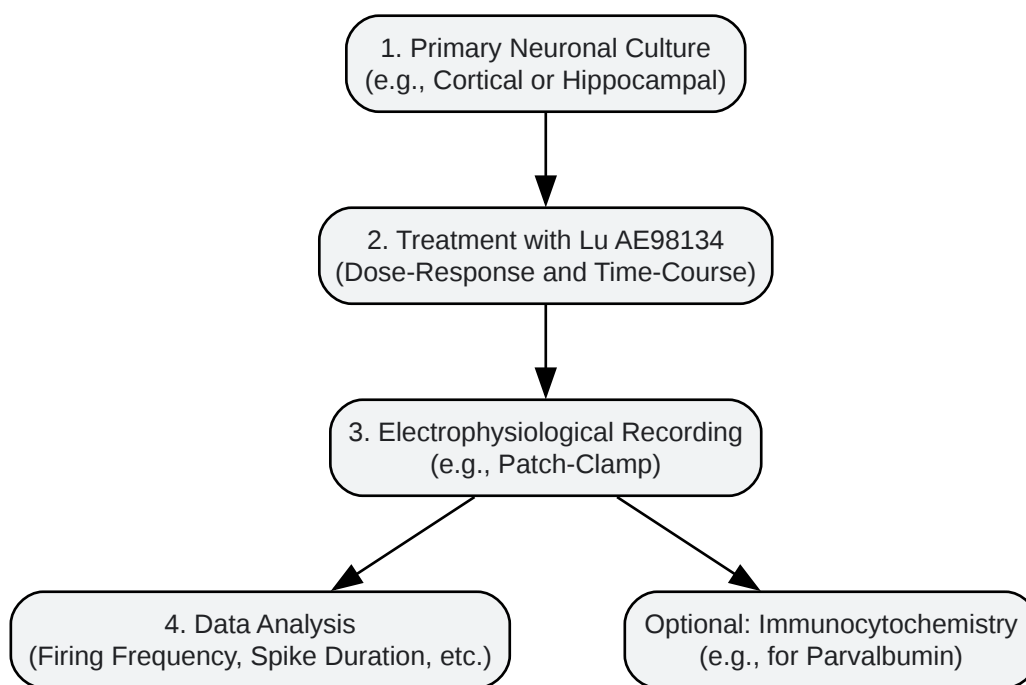 1. Primary Neuronal Culture
(e.g., Cortical or Hippocampal)
2. Treatment with Lu AE98134
(Dose-Response and Time-Course)
3. Electrophysiological Recording
(e.g., Patch-Clamp)
4. Data Analysis
(Firing Frequency, Spike Duration, etc.)
Optional: Immunocytochemistry
(e.g., for Parvalbumin)